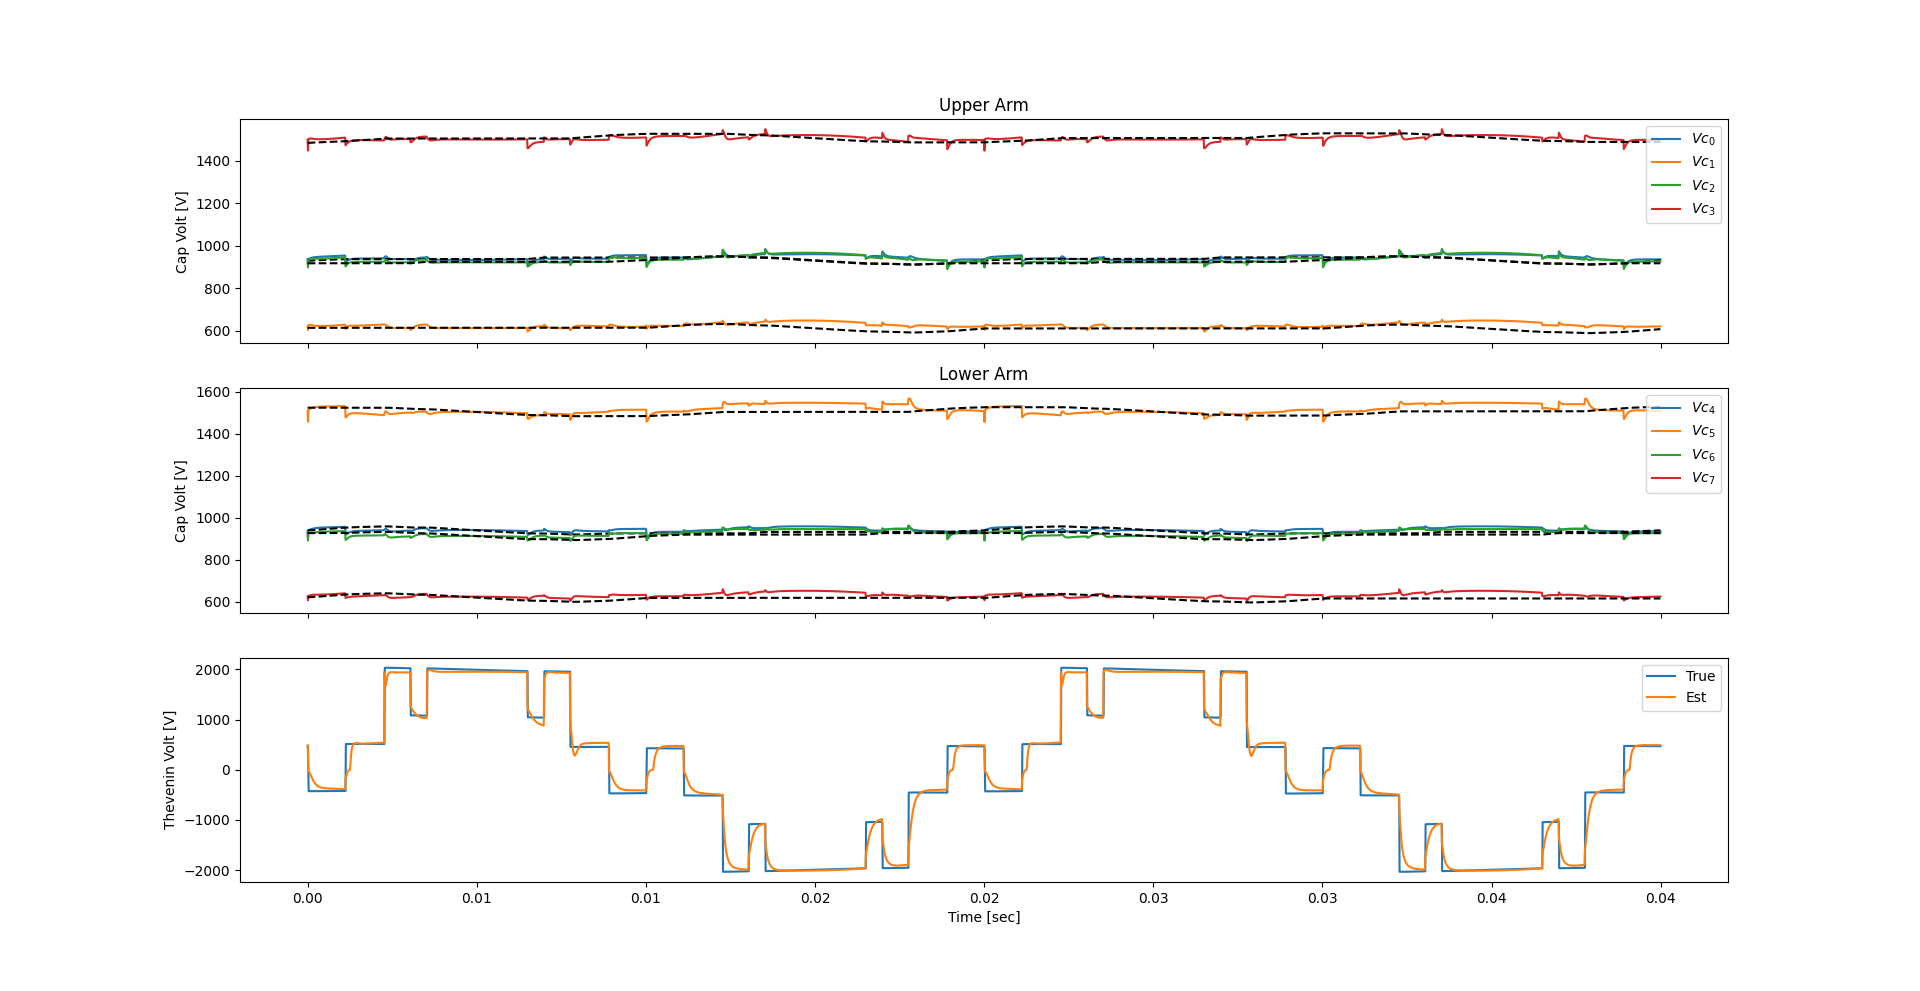 Upper Arm
Cap Volt [V]
1400
1200
1000
800
600
Vc0
Vc1
Vc2
Vc3
Lower Arm
Cap Volt [V]
1600
1400
1200
1000
800
600
Vc4
Vc5
Vc6
Vc7
Thevenin Volt [V]
2000
1000
0
−1000
−2000
True
Est
0.00 0.01 0.01 0.02 0.02 0.03 0.03 0.04 0.04
Time [sec]